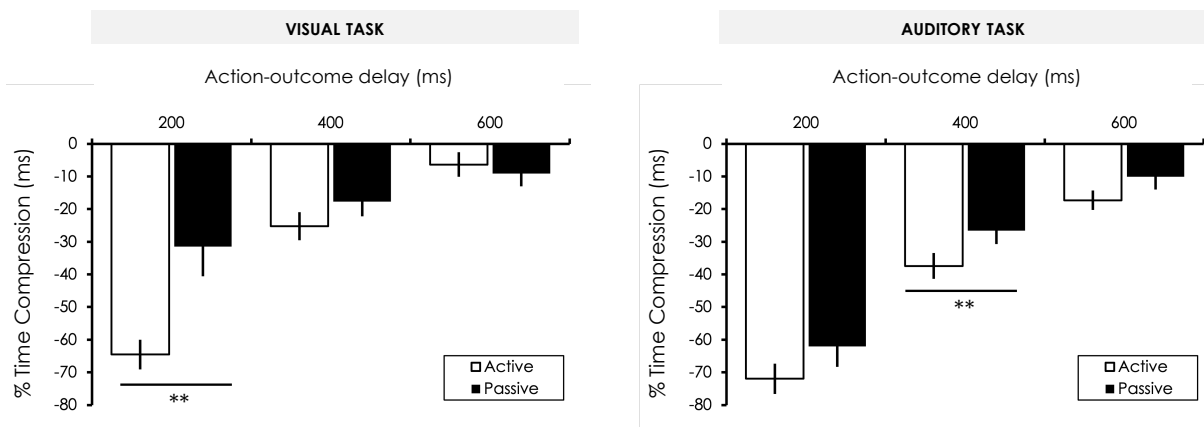 VISUAL TASK
Action-outcome delay (ms)
200 400 600
0
-10
-20
-30
-40
-50
-60
-70
-80
% Time Compression (ms)
**
Active
Passive
AUDITORY TASK
Action-outcome delay (ms)
200 400 600
0
-10
-20
-30
-40
-50
-60
-70
-80
% Time Compression (ms)
**
Active
Passive